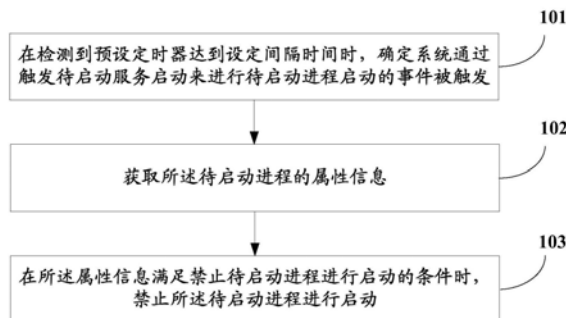 101
在检测到预设定时器达到设定间隔时间时，确定系统通过
触发待启动服务启动来进行待启动进程启动的事件被触发
102
获取所述待启动进程的属性信息
103
在所述属性信息满足禁止待启动进程进行启动的条件时，
禁止所述待启动进程进行启动